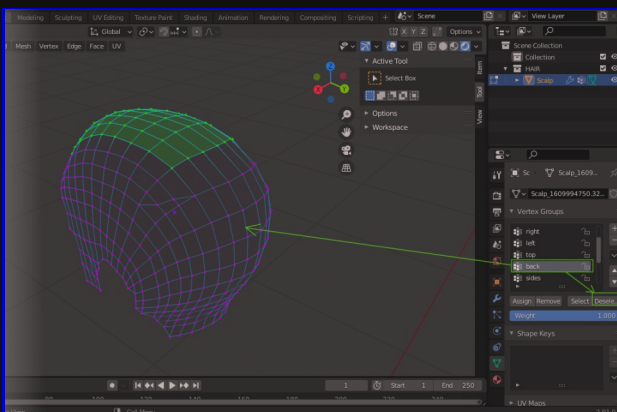 Modeling Sculpting UV Editing Texture Paint Shading Animation Rendering Compositing Scripting + Scene View Layer
Global X Y Z Options
Mesh Vertex Edge Face UV
Scene Collection
Collection
HAIR
Scalp
Active Tool
Select Box
Options
Workspace
Item
Tool
View
Sc Scalp_1609...
Scalp_1609994750.32...
Vertex Groups
right
left
top
back
sides
Assign Remove Select Desele..
Weight 1.000
Shape Keys
UV Maps
1 Start 1 End 250